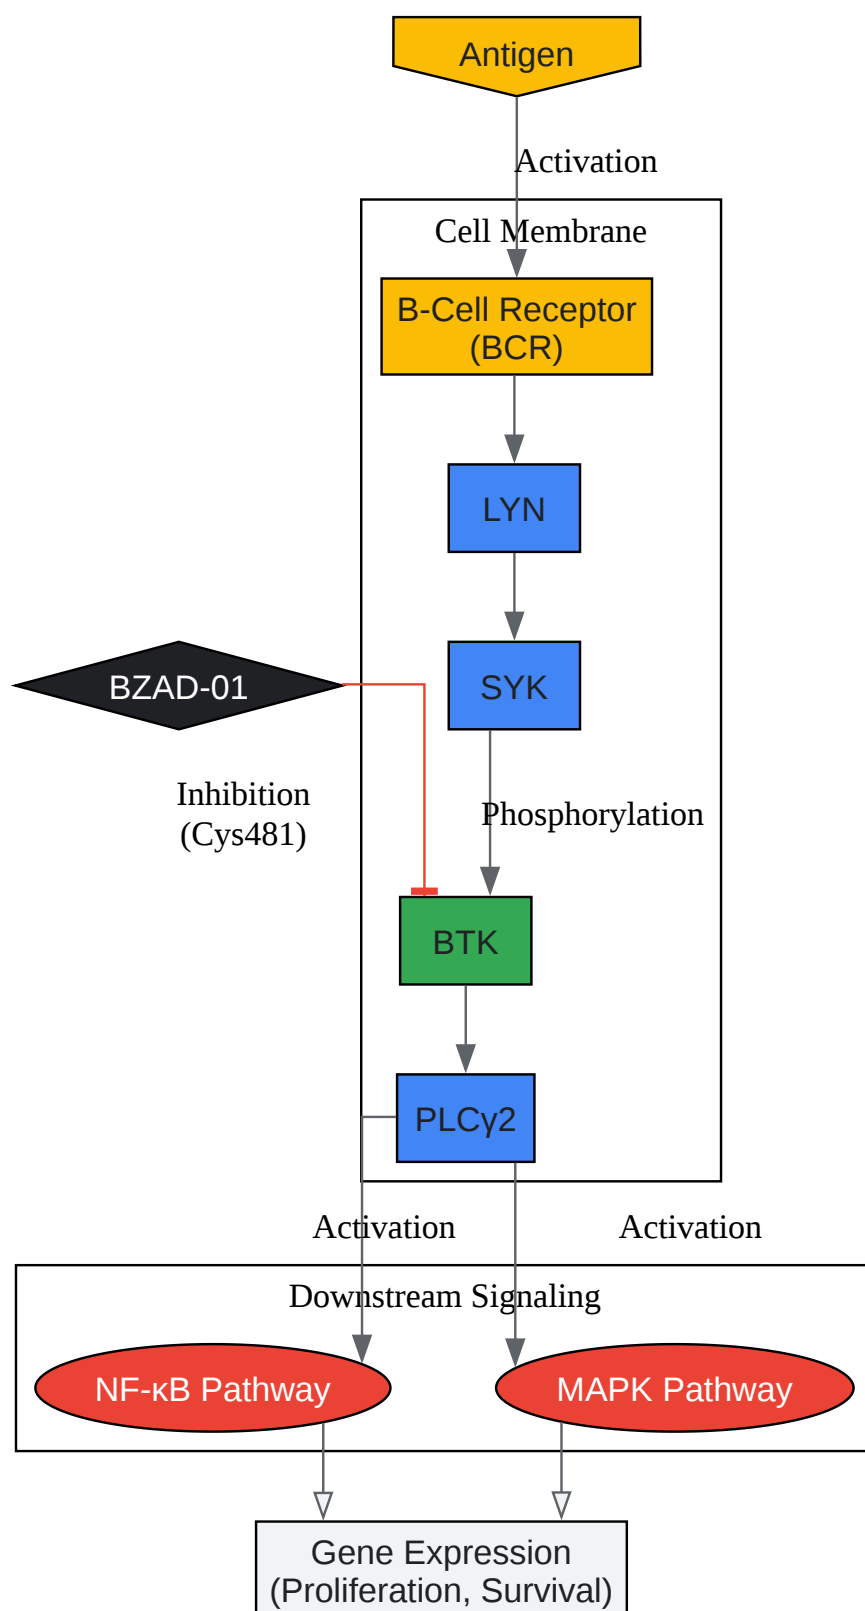 Antigen
Activation
Cell Membrane
B-Cell Receptor
(BCR)
LYN
SYK
BZAD-01
Inhibition
(Cys481)
Phosphorylation
BTK
PLCγ2
Activation
Activation
Downstream Signaling
NF-κB Pathway
MAPK Pathway
Gene Expression
(Proliferation, Survival)